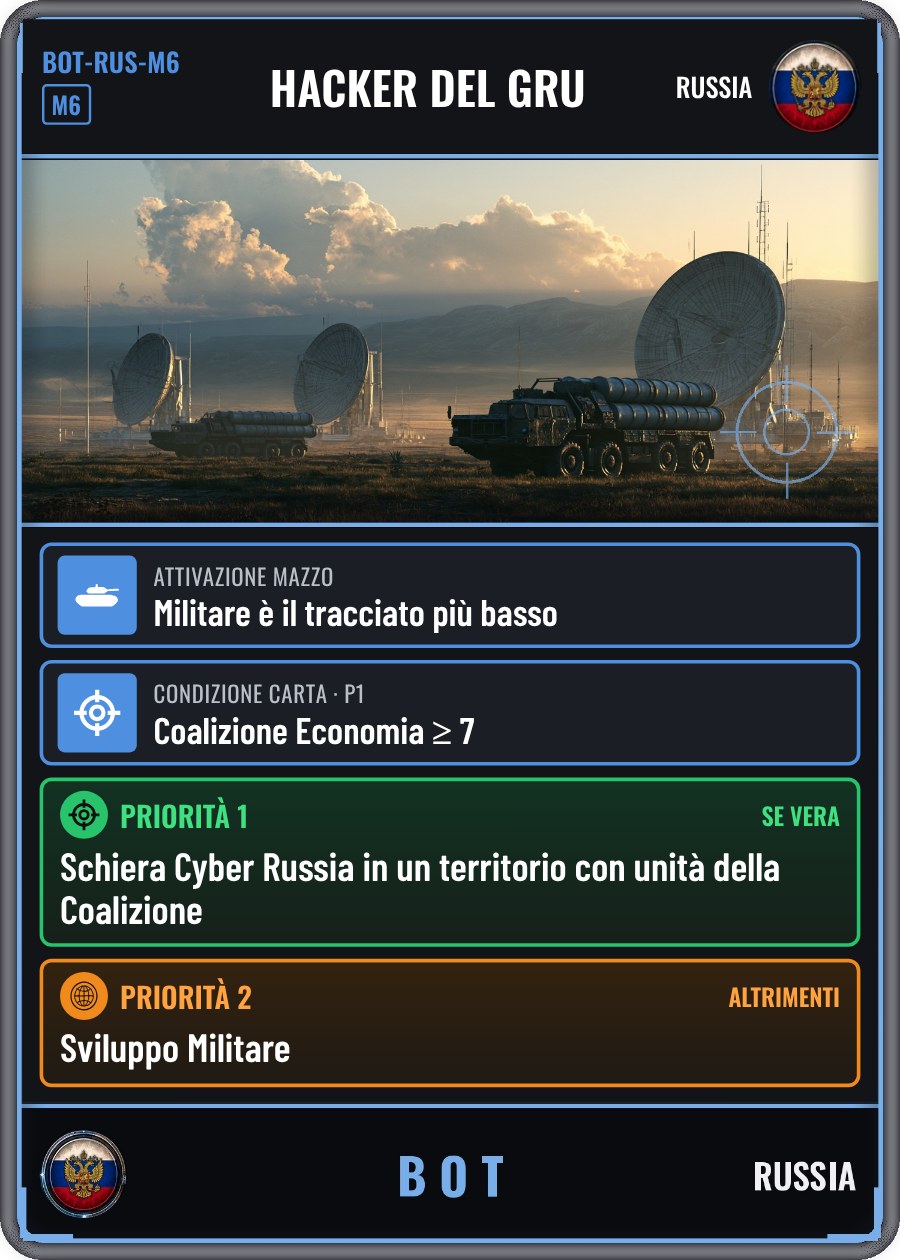 BOT-RUS-M6
M6
HACKER DEL GRU
RUSSIA
ATTIVAZIONE MAZZO
Militare è il tracciato più basso
CONDIZIONE CARTA · P1
Coalizione Economia ≥ 7
PRIORITÀ 1
SE VERA
Schiera Cyber Russia in un territorio con unità della
Coalizione
PRIORITÀ 2
ALTRIMENTI
Sviluppo Militare
BOT
RUSSIA